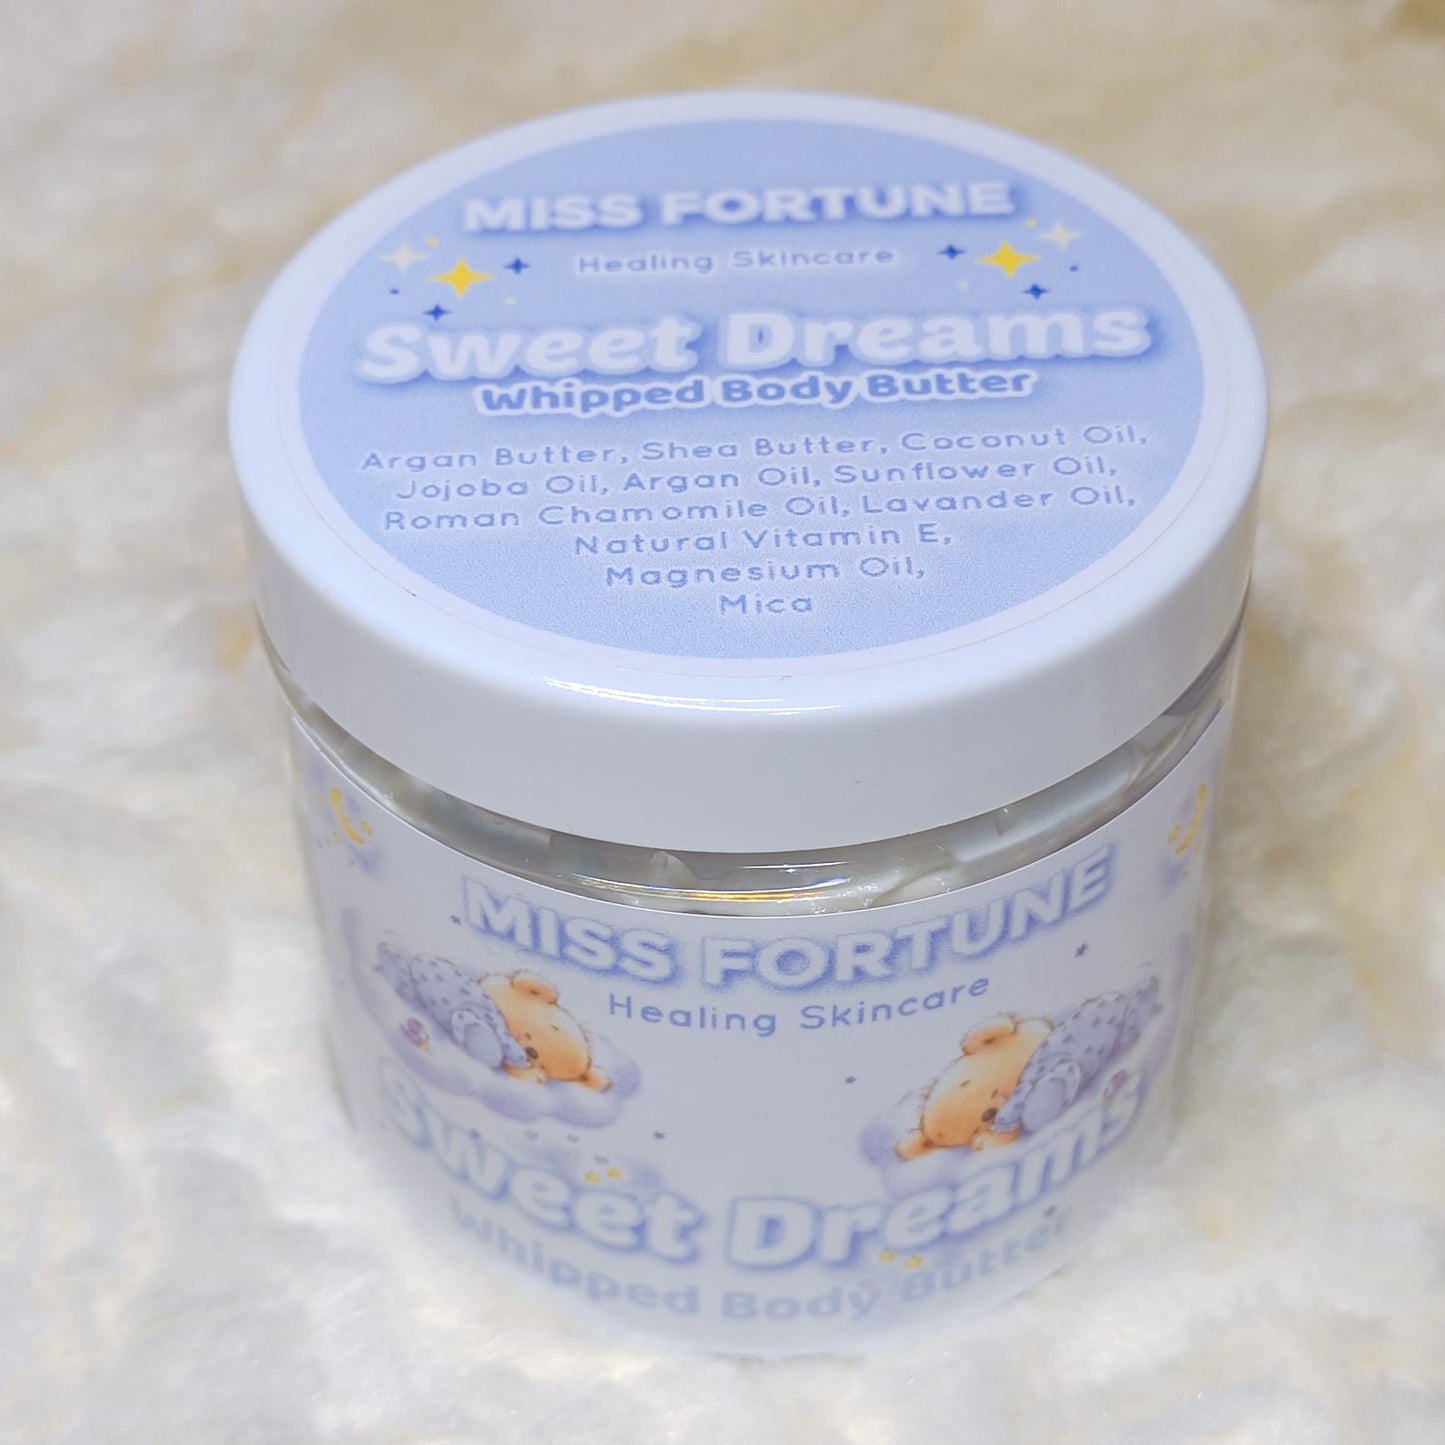 MISS FORTUNE
Healing Skincare
Sweet Dreams
Whipped Body Butter
Argan Butter, Shea Butter, Coconut Oil,
Jojoba Oil, Argan Oil, Sunflower Oil,
Roman Chamomile Oil, Lavander Oil,
Natural Vitamin E,
Magnesium Oil,
Mica
MISS FORTUNE
Healing Skincare
Sweet Dreams
Whipped Body Butter